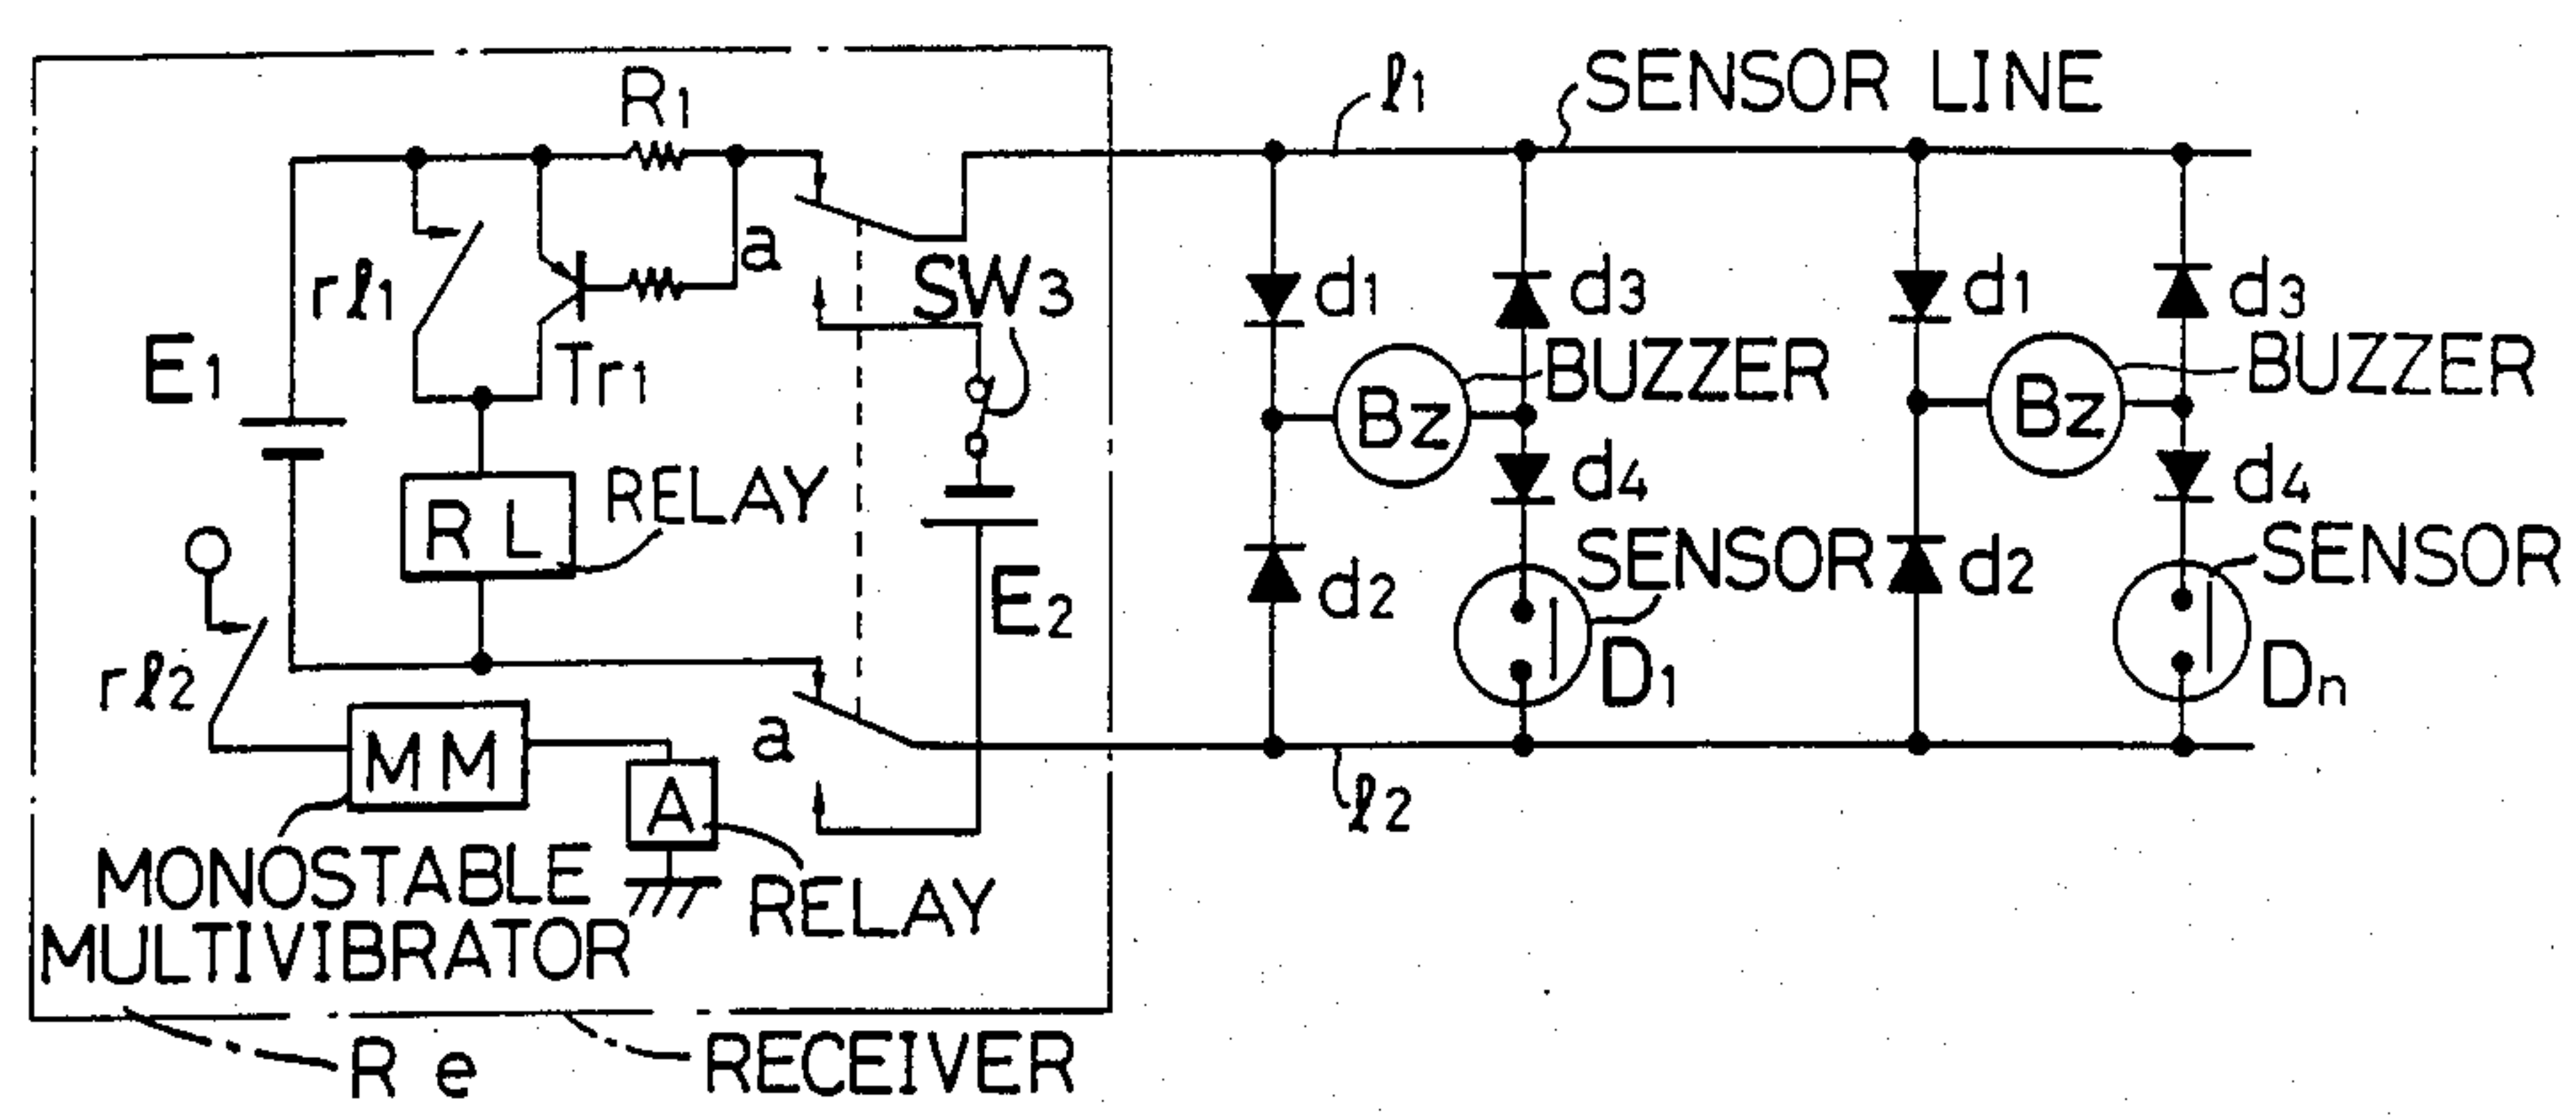 R1
ℓ1
SENSOR LINE
rℓ1
a
SW3
d1
d3
d1
d3
E1
Tr1
BUZZER
BUZZER
Bz
Bz
RL
RELAY
d4
d4
E2
SENSOR
SENSOR
d2
d2
D1
Dn
rℓ2
MM
a
A
ℓ2
MONOSTABLE
MULTIVIBRATOR
RELAY
Re
RECEIVER